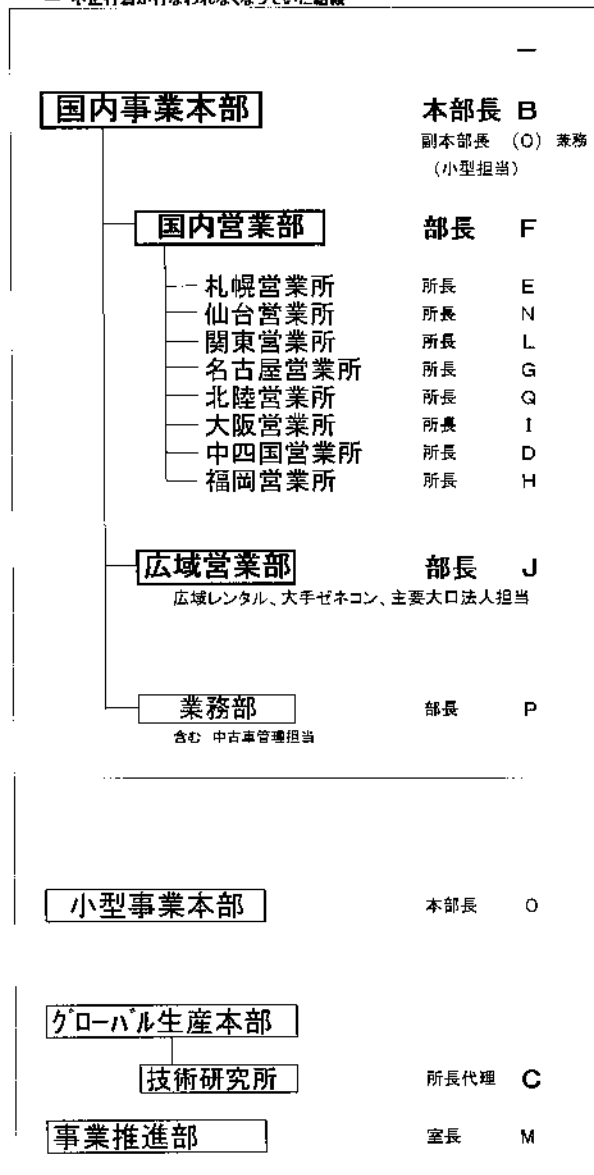 国内事業本部 本部長 B
副本部長 (O) 兼務
(小型担当)
国内営業部 部長 F
札幌営業所 所長 E
仙台営業所 所長 N
関東営業所 所長 L
名古屋営業所 所長 G
北陸営業所 所長 Q
大阪営業所 所長 I
中四国営業所 所長 D
福岡営業所 所長 H
広域営業部 部長 J
広域レンタル、大手ゼネコン、主要大口法人担当
業務部 部長 P
含む 中古車管理担当
小型事業本部 本部長 O
グローバル生産本部
技術研究所 所長代理 C
事業推進部 室長 M